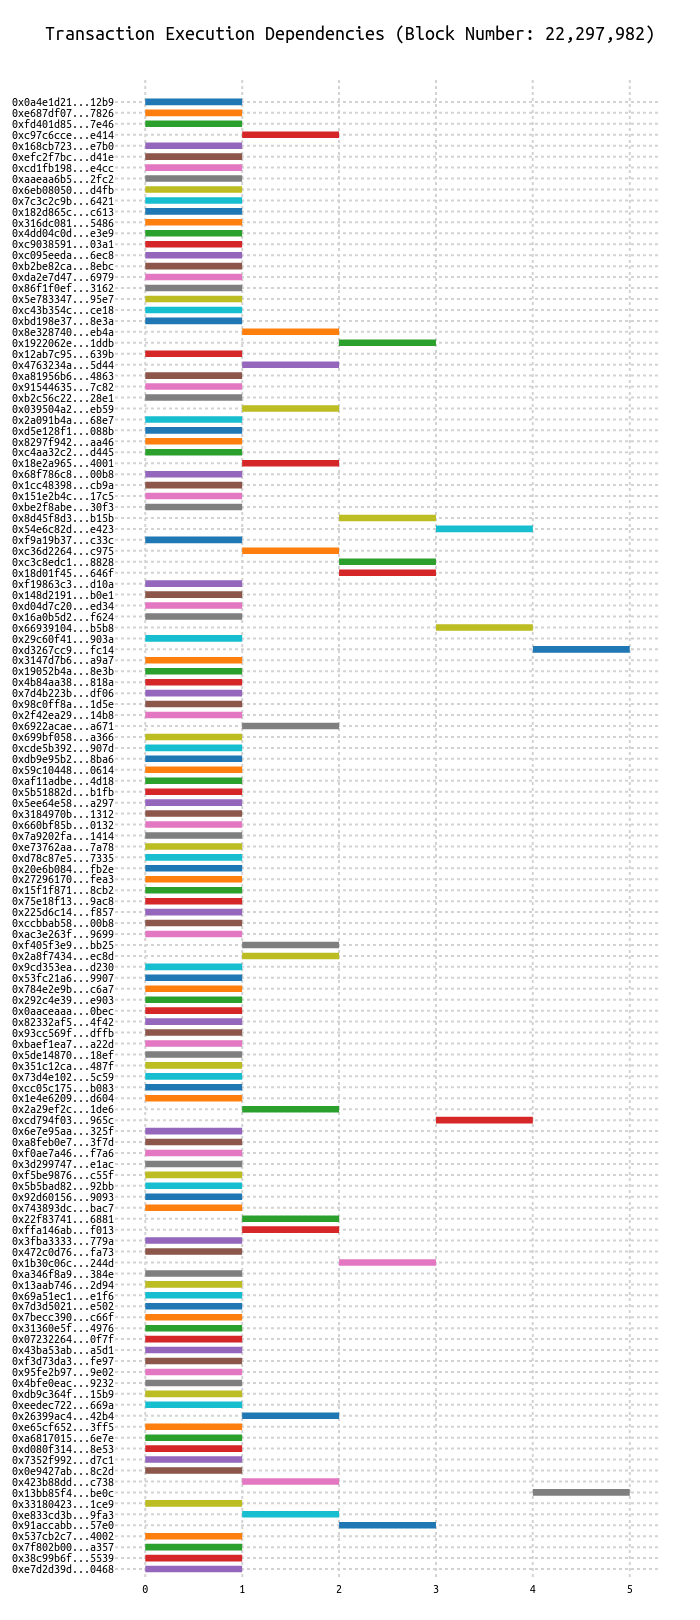 Transaction Execution Dependencies (Block Number: 22,297,982)
0x0a4e1d21...12b9
0xe687df07...7826
0xfd401d85...7e46
0xc97c6cce...e414
0x168cb723...e7b0
0xefc2f7bc...d41e
0xcd1fb198...e4cc
0xaaeaa6b5...2fc2
0x6eb08050...d4fb
0x7c3c2c9b...6421
0x182d865c...c613
0x316dc081...5486
0x4dd04c0d...e3e9
0xc9038591...03a1
0xc095eeda...6ec8
0xb2be82ca...8ebc
0xda2e7d47...6979
0x86f1f0ef...3162
0x5e783347...95e7
0xc43b354c...ce18
0xbd198e37...8e3a
0x8e328740...eb4a
0x1922062e...1ddb
0x12ab7c95...639b
0x4763234a...5d44
0xa81956b6...4863
0x91544635...7c82
0xb2c56c22...28e1
0x039504a2...eb59
0x2a091b4a...68e7
0xd5e128f1...088b
0x8297f942...aa46
0xc4aa32c2...d445
0x18e2a965...4001
0x68f786c8...00b8
0x1cc48398...cb9a
0x151e2b4c...17c5
0xbe2f8abe...30f3
0x8d45f8d3...b15b
0x54e6c82d...e423
0xf9a19b37...c33c
0xc36d2264...c975
0xc3c8edc1...8828
0x18d01f45...646f
0xf19863c3...d10a
0x148d2191...b0e1
0xd04d7c20...ed34
0x16a0b5d2...f624
0x66939104...b5b8
0x29c60f41...903a
0xd3267cc9...fc14
0x3147d7b6...a9a7
0x19052b4a...8e3b
0x4b84aa38...818a
0x7d4b223b...df06
0x98c0ff8a...1d5e
0x2f42ea29...14b8
0x6922acae...a671
0x699bf058...a366
0xcde5b392...907d
0xdb9e95b2...8ba6
0x59c10448...0614
0xaf11adbe...4d18
0x5b51882d...b1fb
0x5ee64e58...a297
0x3184970b...1312
0x660bf85b...0132
0x7a9202fa...1414
0xe73762aa...7a78
0xd78c87e5...7335
0x20e6b084...fb2e
0x27296170...fea3
0x15f1f871...8cb2
0x75e18f13...9ac8
0x225d6c14...f857
0xccbbab58...00b8
0xac3e263f...9699
0xf405f3e9...bb25
0x2a8f7434...ec8d
0x9cd353ea...d230
0x53fc21a6...9907
0x784e2e9b...c6a7
0x292c4e39...e903
0x0aaceaaa...0bec
0x82332af5...4f42
0x93cc569f...dffb
0xbaef1ea7...a22d
0x5de14870...18ef
0x351c12ca...487f
0x73d4e102...5c59
0xcc05c175...b083
0x1e4e6209...d604
0x2a29ef2c...1de6
0xcd794f03...965c
0x6e7e95aa...325f
0xa8feb0e7...3f7d
0xf0ae7a46...f7a6
0x3d299747...e1ac
0xf5be9876...c55f
0x5b5bad82...92bb
0x92d60156...9093
0x743893dc...bac7
0x22f83741...6881
0xffa146ab...f013
0x3fba3333...779a
0x472c0d76...fa73
0x1b30c06c...244d
0xa346f8a9...384e
0x13aab746...2d94
0x69a51ec1...e1f6
0x7d3d5021...e502
0x7becc390...c66f
0x31360e5f...4976
0x07232264...0f7f
0x43ba53ab...a5d1
0xf3d73da3...fe97
0x95fe2b97...9e02
0x4bfe0eac...9232
0xdb9c364f...15b9
0xeedec722...669a
0x26399ac4...42b4
0xe65cf652...3ff5
0xa6817015...6e7e
0xd080f314...8e53
0x7352f992...d7c1
0x0e9427ab...8c2d
0x423b88dd...c738
0x13bb85f4...be0c
0x33180423...1ce9
0xe833cd3b...9fa3
0x91accabb...57e0
0x537cb2c7...4002
0x7f802b00...a357
0x38c99b6f...5539
0xe7d2d39d...0468
0 1 2 3 4 5